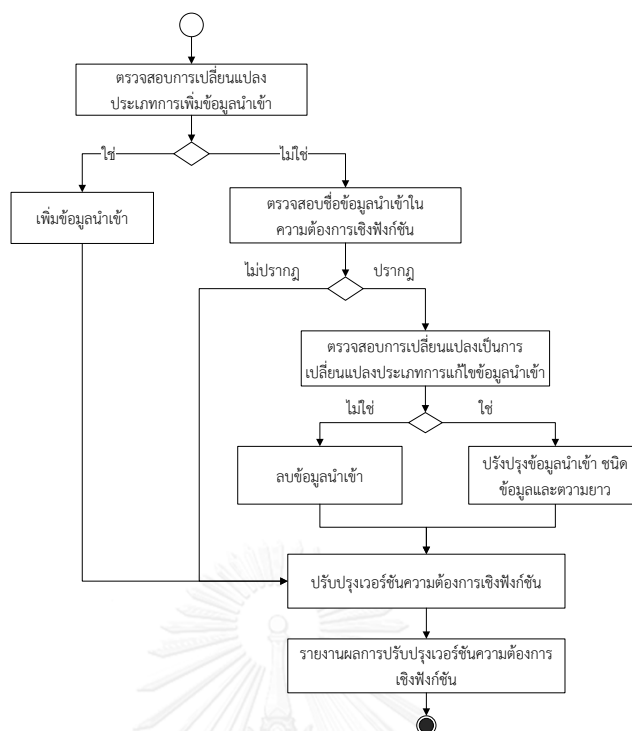 ตรวจสอบการเปลี่ยนแปลง
ประเภทการเพิ่มข้อมูลนำเข้า
ใช่
ไม่ใช่
เพิ่มข้อมูลนำเข้า
ตรวจสอบชื่อข้อมูลนำเข้าใน
ความต้องการเชิงฟังก์ชัน
ไม่ปรากฎ
ปรากฎ
ตรวจสอบการเปลี่ยนแปลงเป็นการ
เปลี่ยนแปลงประเภทการแก้ไขข้อมูลนำเข้า
ไม่ใช่
ใช่
ลบข้อมูลนำเข้า
ปรังปรุงข้อมูลนำเข้า ชนิด
ข้อมูลและตวามยาว
ปรับปรุงเวอร์ชันความต้องการเชิงฟังก์ชัน
รายงานผลการปรับปรุงเวอร์ชันความต้องการ
เชิงฟังก์ชัน